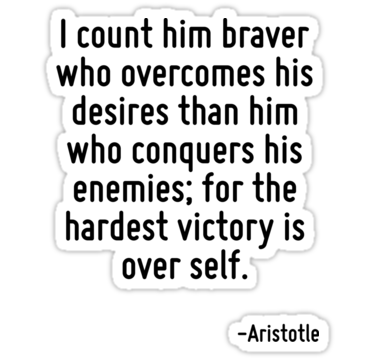 I count him braver
who overcomes his
desires than him
who conquers his
enemies; for the
hardest victory is
over self.
-Aristotle